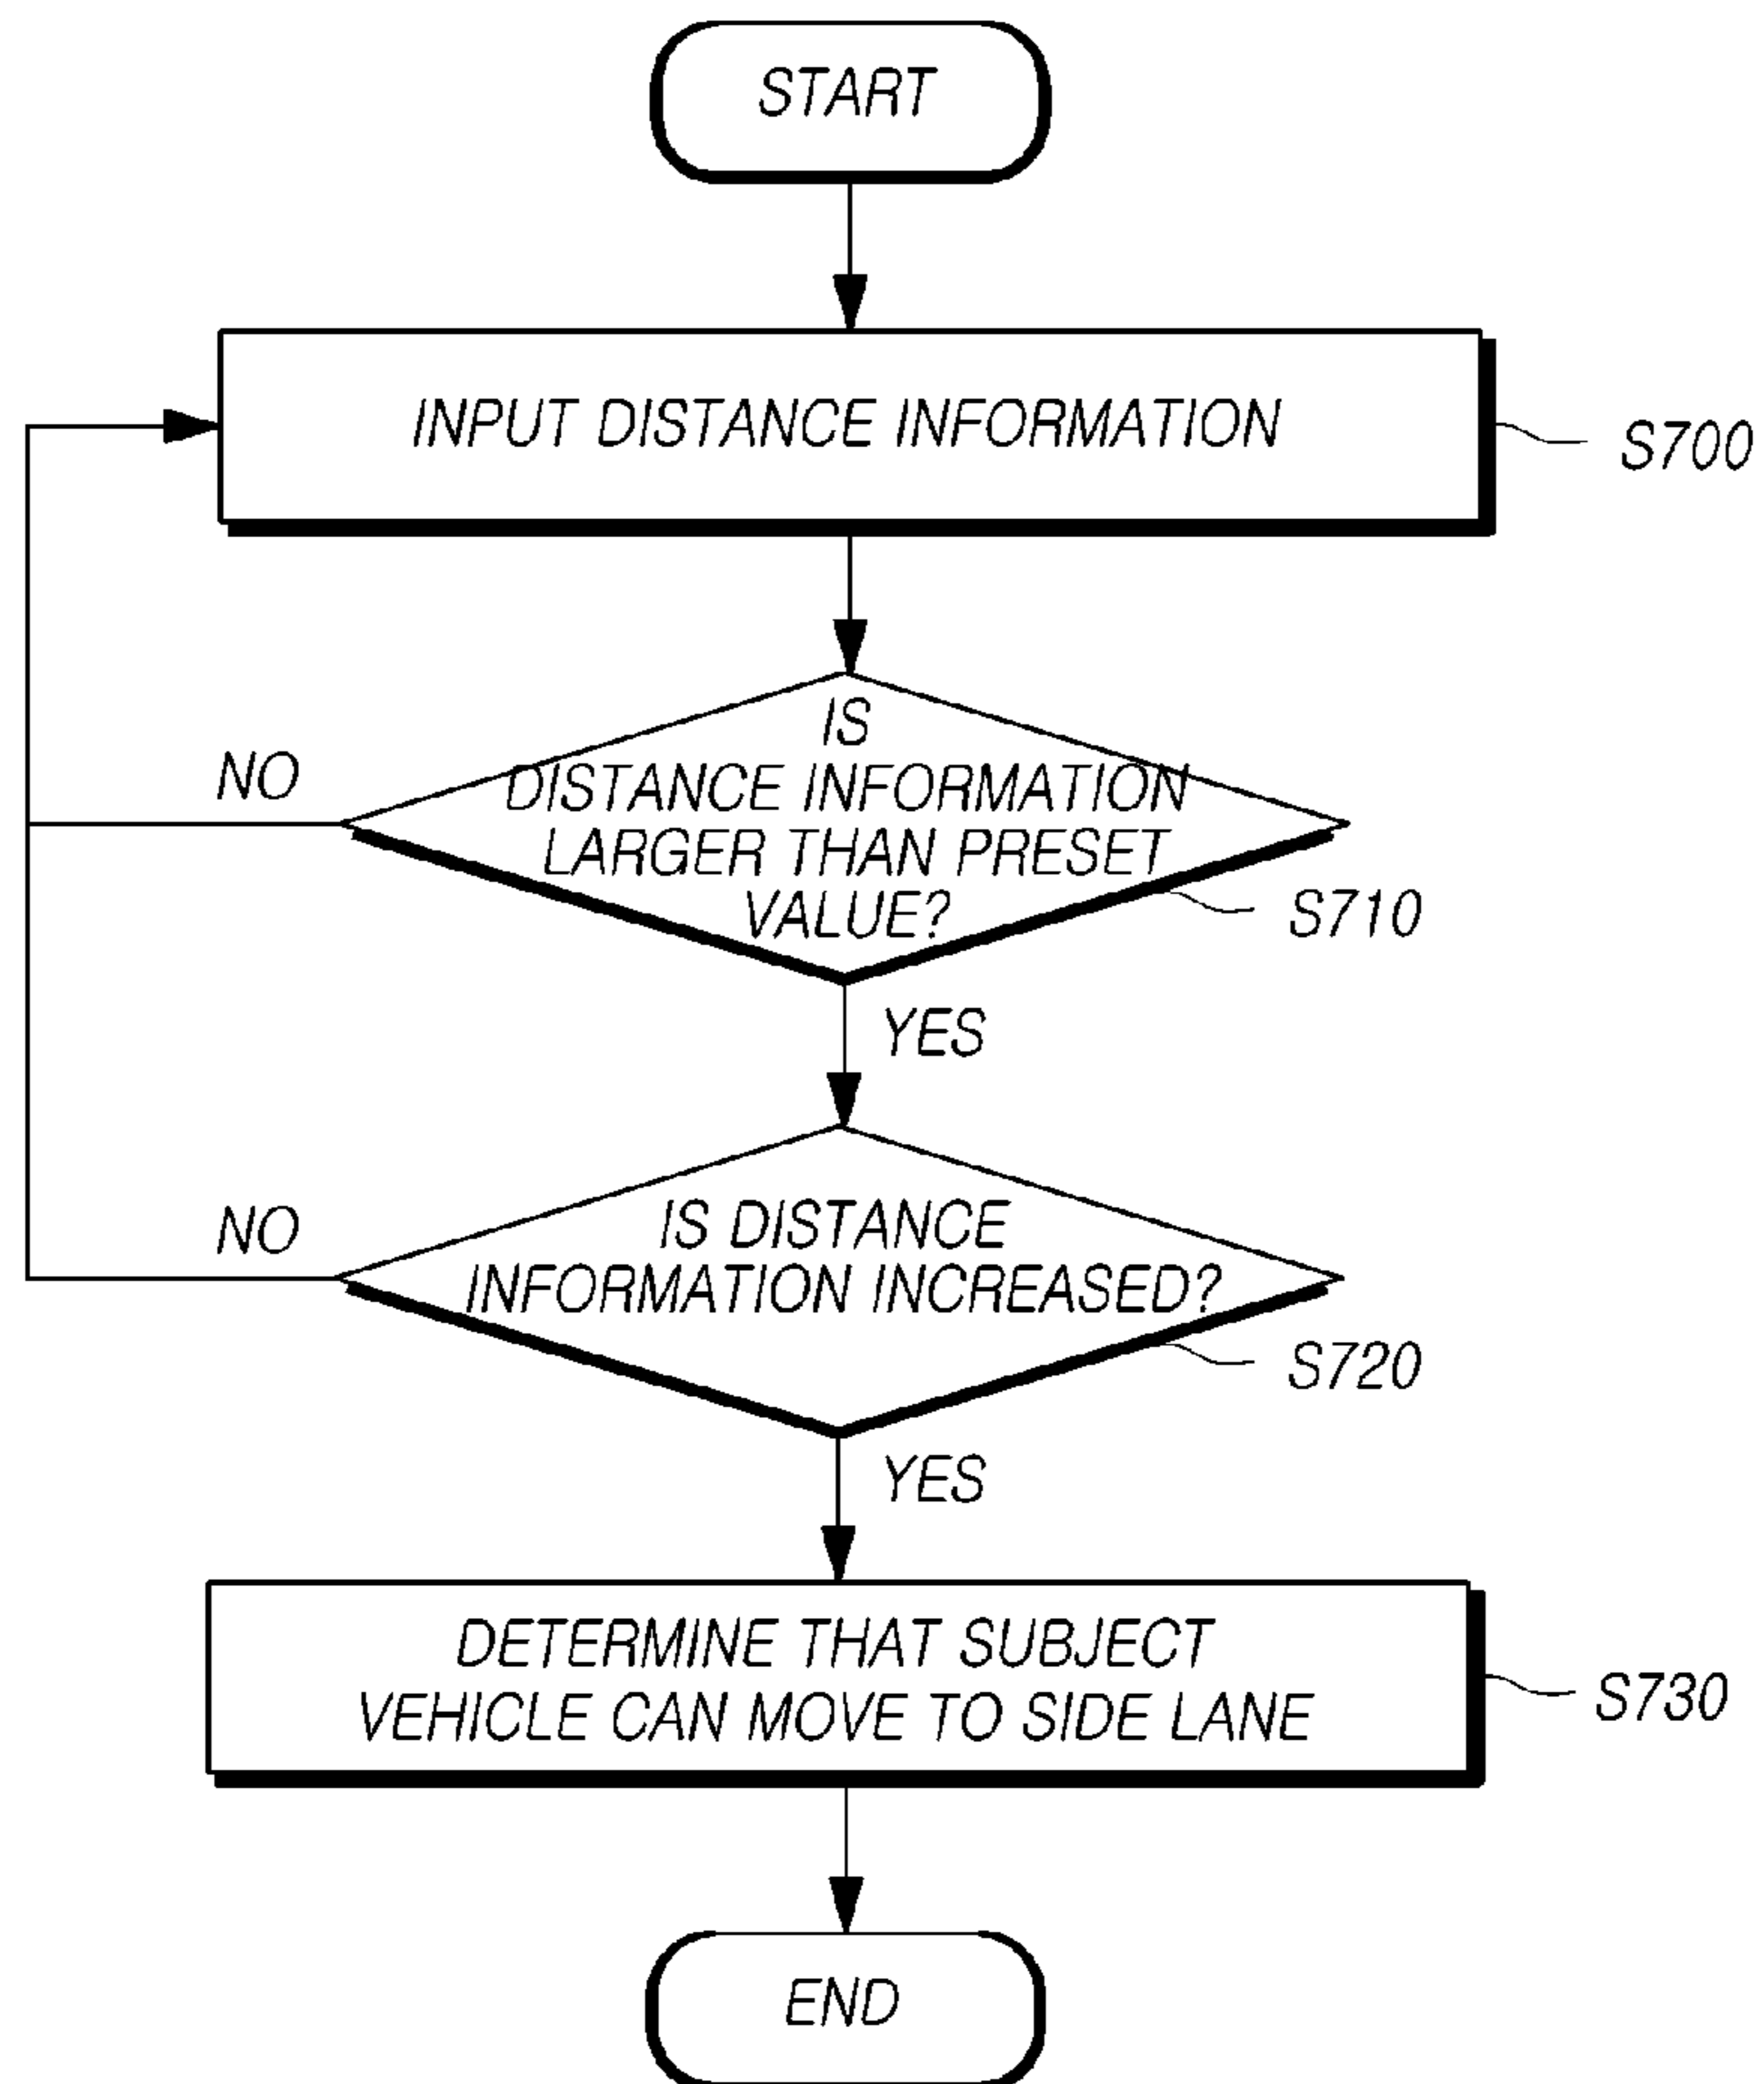 START
INPUT DISTANCE INFORMATION
S700
IS
DISTANCE INFORMATION
LARGER THAN PRESET
VALUE?
NO
S710
YES
IS DISTANCE
INFORMATION INCREASED?
NO
S720
YES
DETERMINE THAT SUBJECT
VEHICLE CAN MOVE TO SIDE LANE
S730
END